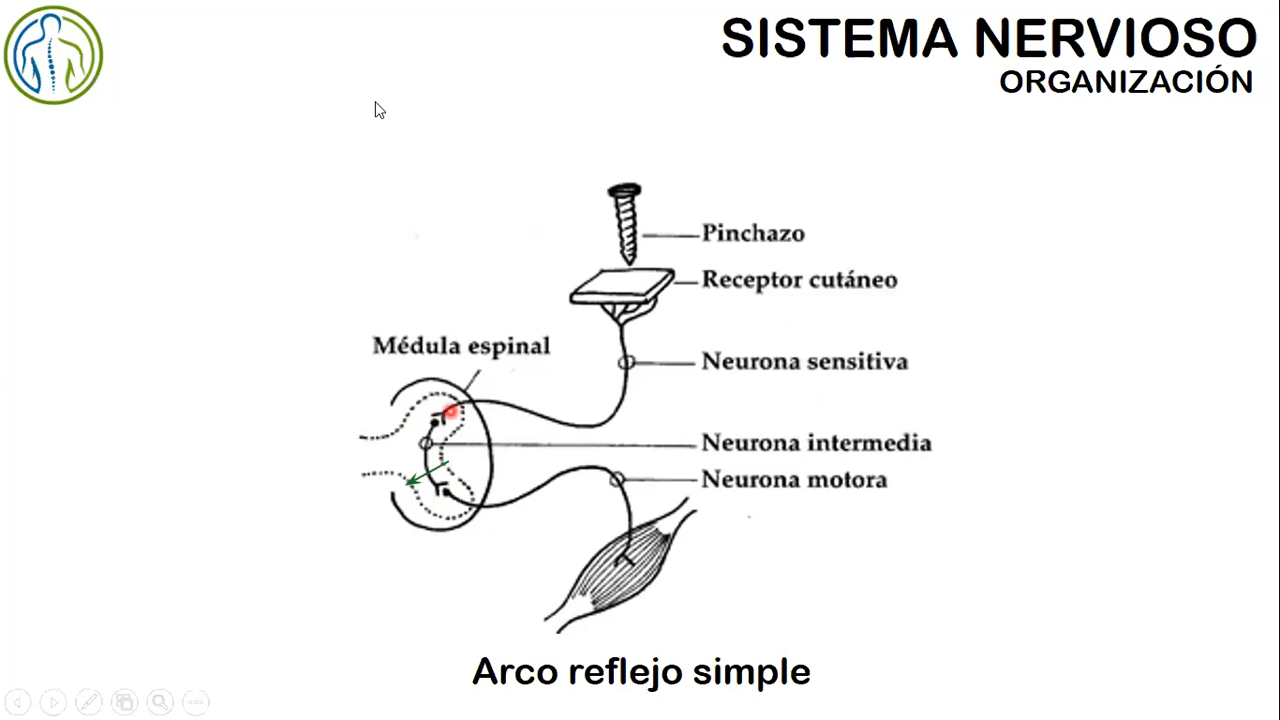 SISTEMA NERVIOSO
ORGANIZACIÓN
Pinchazo
Receptor cutáneo
Médula espinal
Neurona sensitiva
Neurona intermedia
Neurona motora
Arco reflejo simple